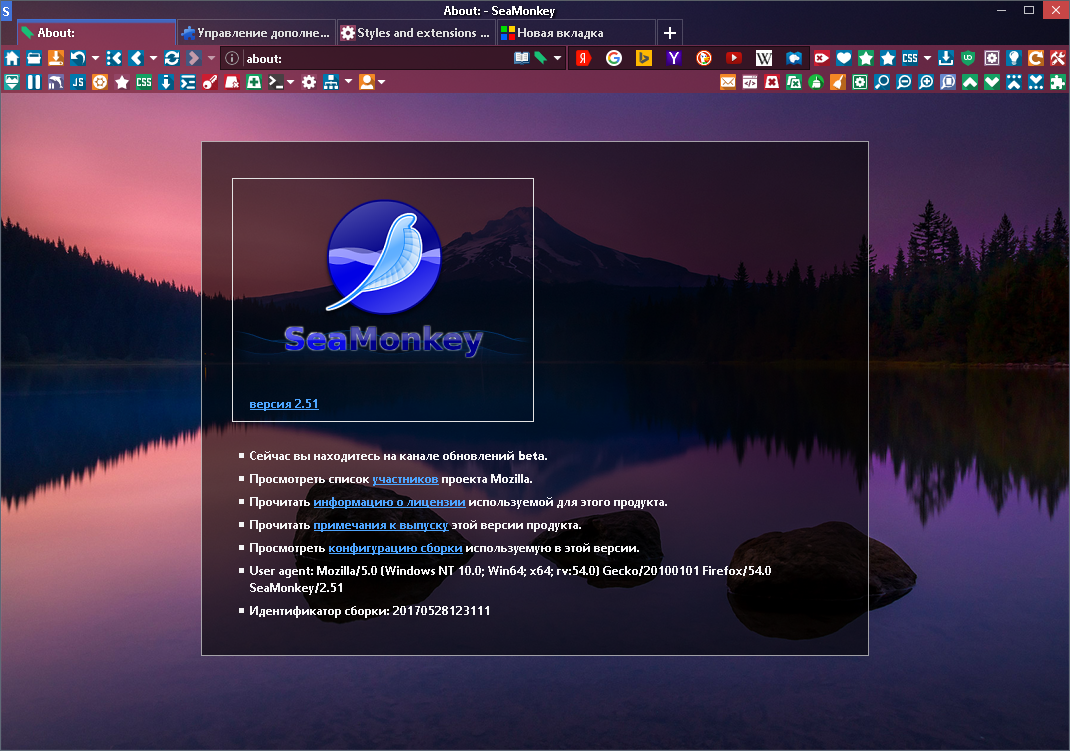 S
About: - SeaMonkey
About:
Управление дополне...
Styles and extensions ...
Новая вкладка
about:
Я G Y W CSS UO C
JS CSS
SeaMonkey
версия 2.51
Сейчас вы находитесь на канале обновлений beta.
Просмотреть список участников проекта Mozilla.
Прочитать информацию о лицензии используемой для этого продукта.
Прочитать примечания к выпуску этой версии продукта.
Просмотреть конфигурацию сборки используемую в этой версии.
User agent: Mozilla/5.0 (Windows NT 10.0; Win64; x64; rv:54.0) Gecko/20100101 Firefox/54.0
SeaMonkey/2.51
Идентификатор сборки: 20170528123111